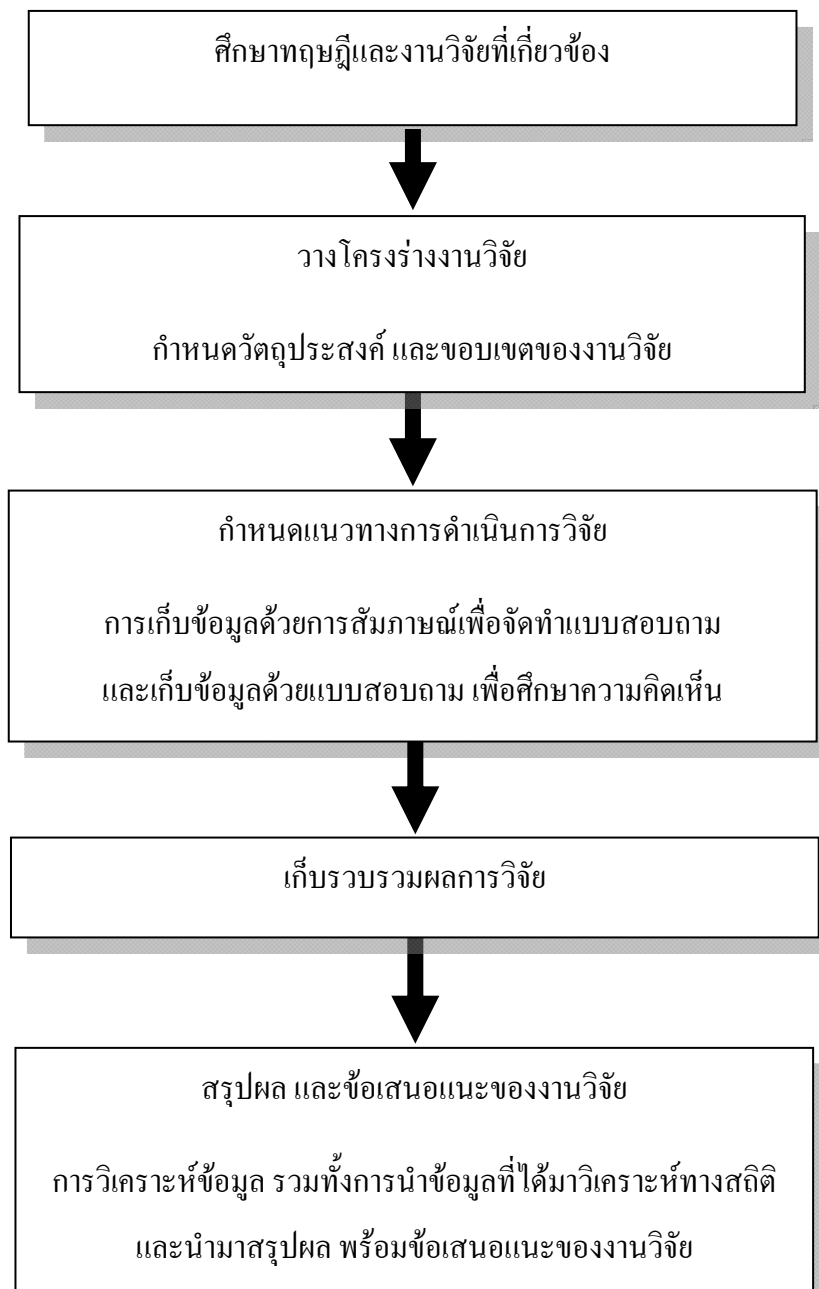 ศึกษาทฤษฎีและงานวิจัยที่เกี่ยวข้อง
วางโครงร่างงานวิจัย
กำหนดวัตถุประสงค์ และขอบเขตของงานวิจัย
กำหนดแนวทางการดำเนินการวิจัย
การเก็บข้อมูลด้วยการสัมภาษณ์เพื่อจัดทำแบบสอบถาม
และเก็บข้อมูลด้วยแบบสอบถาม เพื่อศึกษาความคิดเห็น
เก็บรวบรวมผลการวิจัย
สรุปผล และข้อเสนอแนะของงานวิจัย
การวิเคราะห์ข้อมูล รวมทั้งการนำข้อมูลที่ได้มาวิเคราะห์ทางสถิติ
และนำมาสรุปผล พร้อมข้อเสนอแนะของงานวิจัย